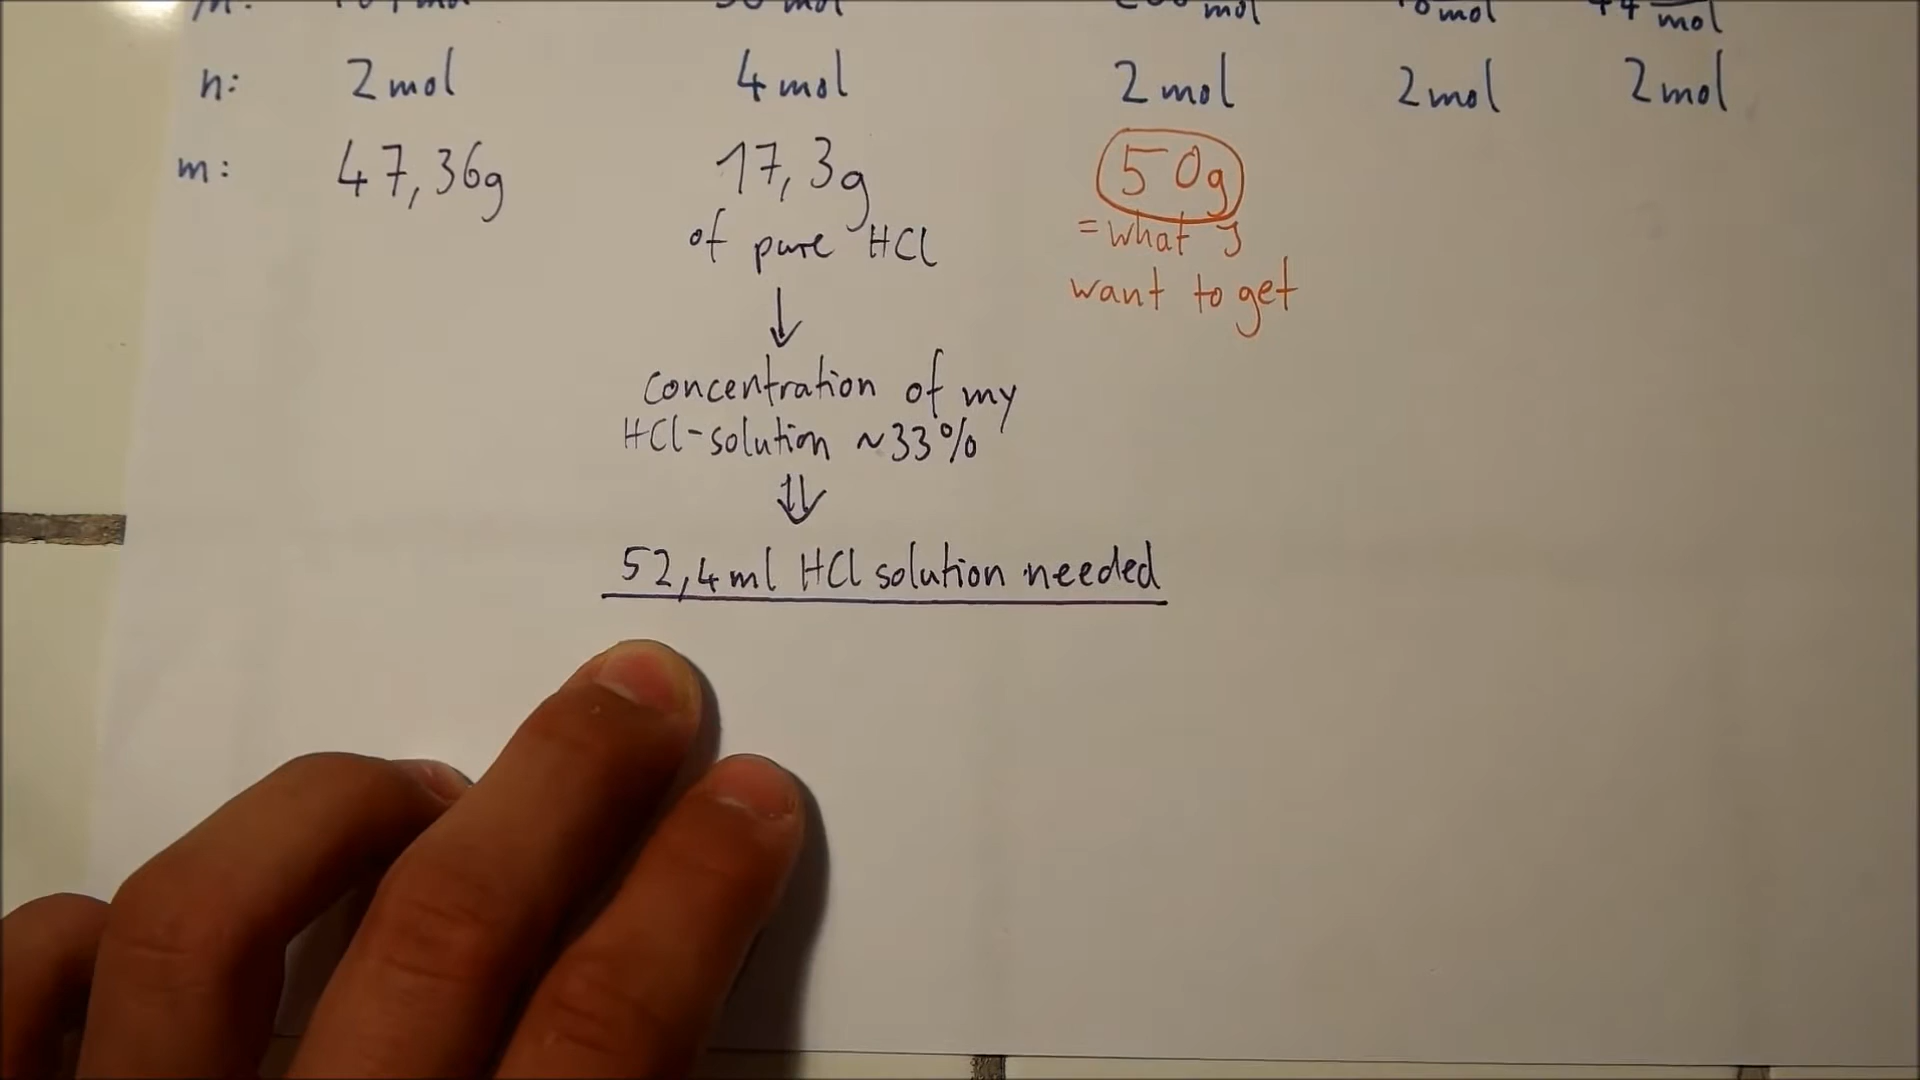 n: 2 mol 4 mol 2 mol 2 mol 2 mol
m: 47,36g 17,3g 50g
of pure HCl
= what I
want to get
↓
concentration of my
HCl-solution ~33%
⇓
52,4 ml HCl solution needed